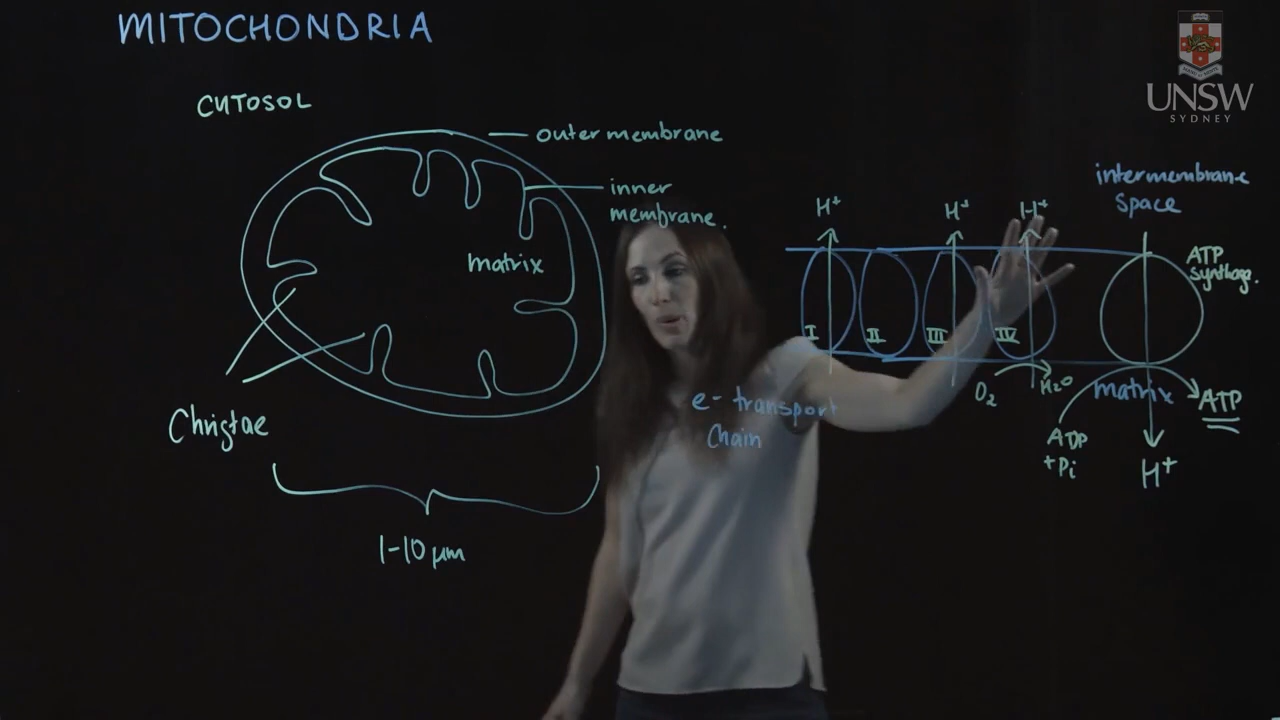 MITOCHONDRIA
UNSW
SYDNEY
CYTOSOL
outer membrane
inner
membrane.
matrix
Christae
1-10 μm
e- transport
Chain
intermembrane
space
H+
H+
H+
ATP
synthase.
I
II
III
IV
O2
H2O
matrix
ADP
+Pi
ATP
H+